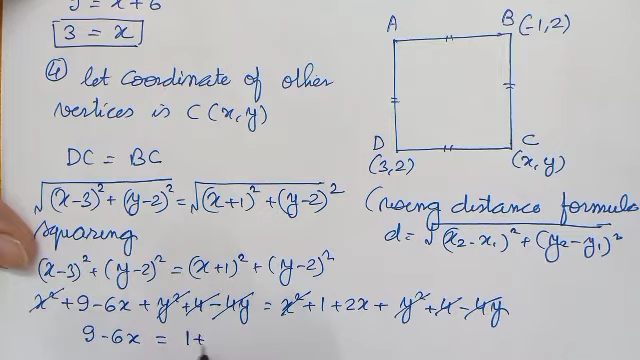 9 = x+6
3 = x
④ let coordinate of other
vertices is C(x,y)
DC = BC
√(x-3)²+(y-2)² = √(x+1)²+(y-2)²
squaring
(x-3)²+(y-2)² = (x+1)²+(y-2)²
x²+9-6x+y²+4-4y = x²+1+2x+y²+4-4y
9-6x = 1+
A
B(-1,2)
D
(3,2)
C
(x,y)
(using distance formula
d=√(x₂-x₁)²+(y₂-y₁)²